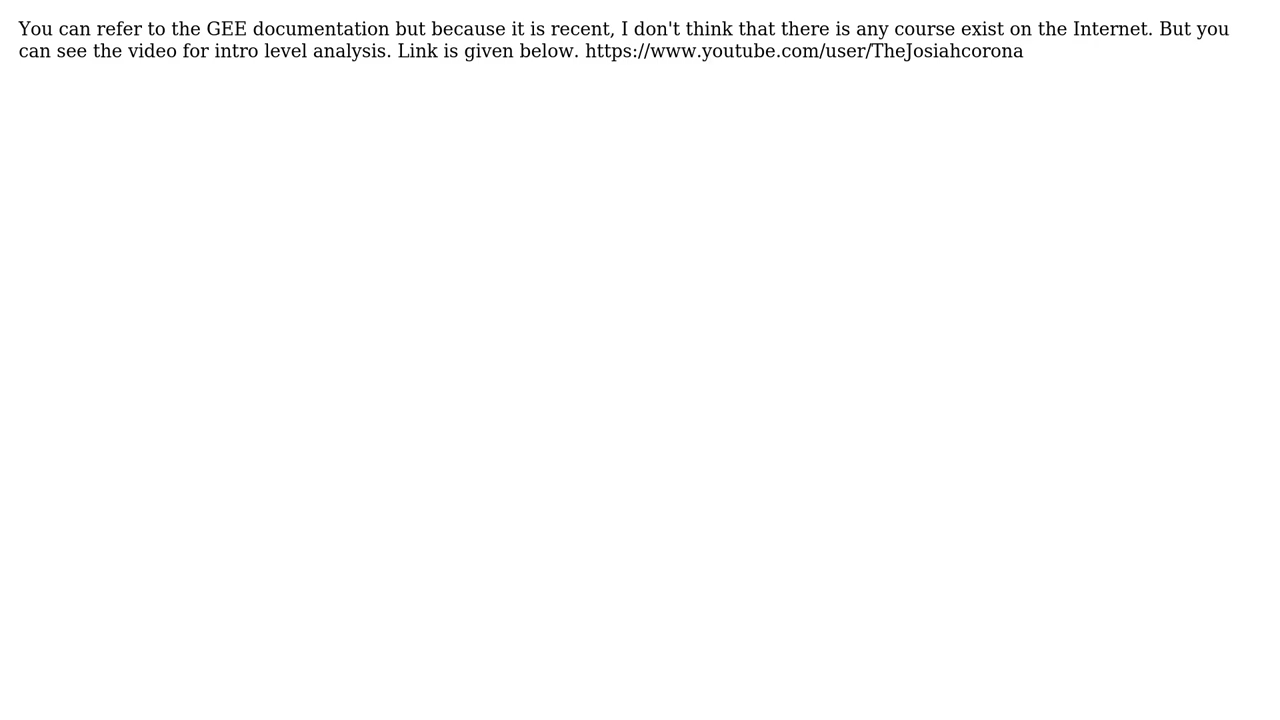 You can refer to the GEE documentation but because it is recent, I don't think that there is any course exist on the Internet. But you
can see the video for intro level analysis. Link is given below. https://www.youtube.com/user/TheJosiahcorona